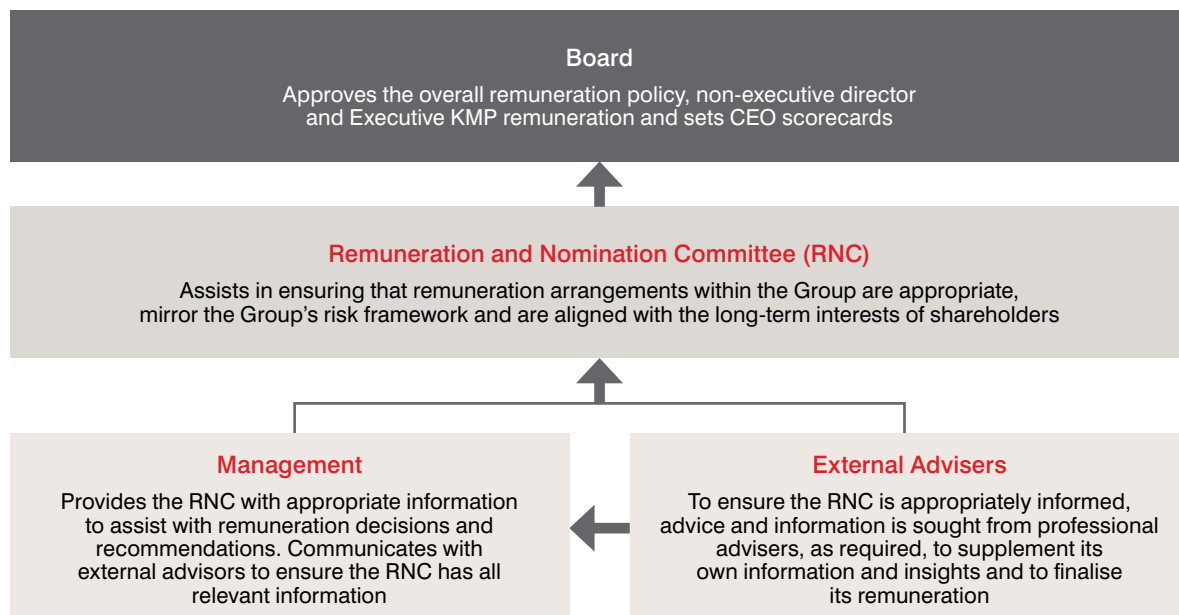 Board
Approves the overall remuneration policy, non-executive director
and Executive KMP remuneration and sets CEO scorecards
Remuneration and Nomination Committee (RNC)
Assists in ensuring that remuneration arrangements within the Group are appropriate,
mirror the Group's risk framework and are aligned with the long-term interests of shareholders
Management
Provides the RNC with appropriate information
to assist with remuneration decisions and
recommendations. Communicates with
external advisors to ensure the RNC has all
relevant information
External Advisers
To ensure the RNC is appropriately informed,
advice and information is sought from professional
advisers, as required, to supplement its
own information and insights and to finalise
its remuneration